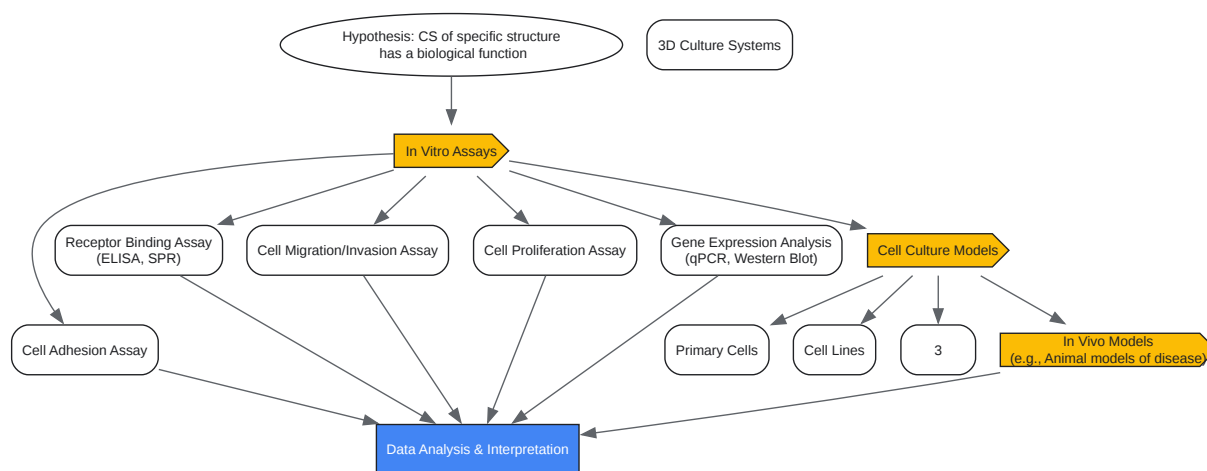 Hypothesis: CS of specific structure
has a biological function
3D Culture Systems
In Vitro Assays
Receptor Binding Assay
(ELISA, SPR)
Cell Migration/Invasion Assay
Cell Proliferation Assay
Gene Expression Analysis
(qPCR, Western Blot)
Cell Culture Models
Cell Adhesion Assay
Primary Cells
Cell Lines
3
In Vivo Models
(e.g., Animal models of disease)
Data Analysis & Interpretation